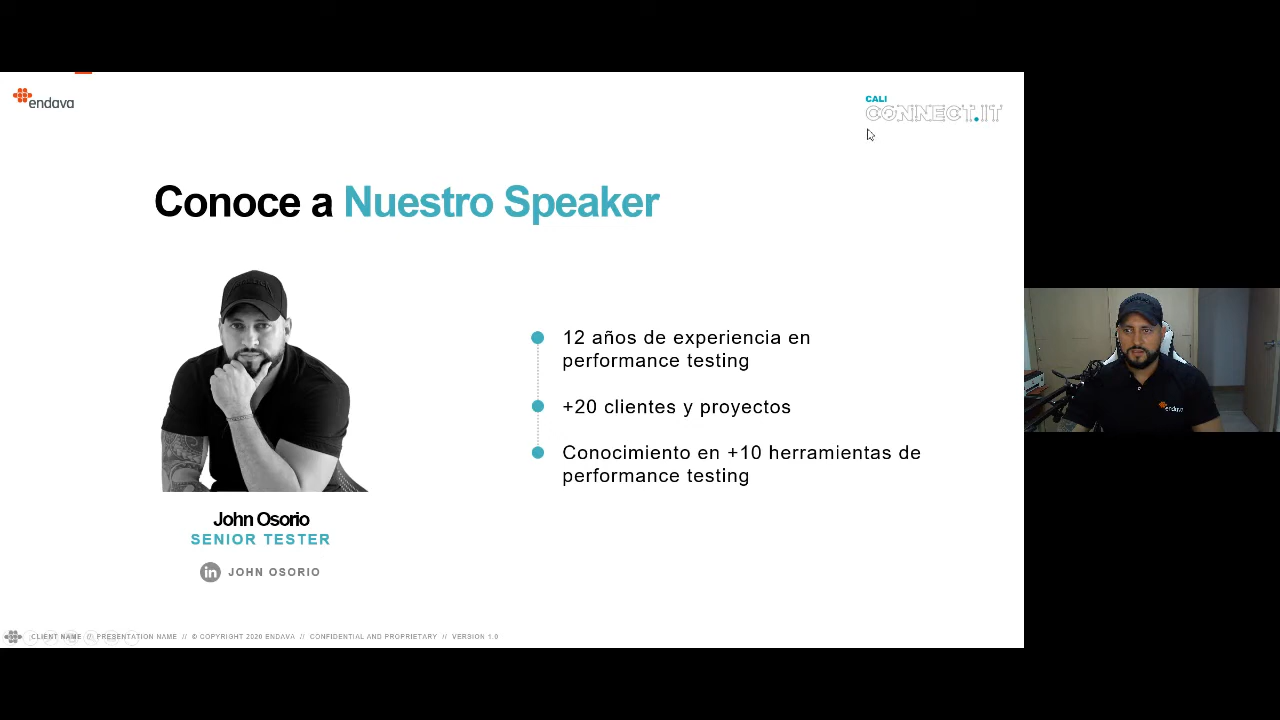 endava
CALI
CONNECT.IT
Conoce a Nuestro Speaker
12 años de experiencia en
performance testing
+20 clientes y proyectos
Conocimiento en +10 herramientas de
performance testing
John Osorio
SENIOR TESTER
in JOHN OSORIO
CLIENT NAME // PRESENTATION NAME // © COPYRIGHT 2020 ENDAVA // CONFIDENTIAL AND PROPRIETARY // VERSION 1.0
endava